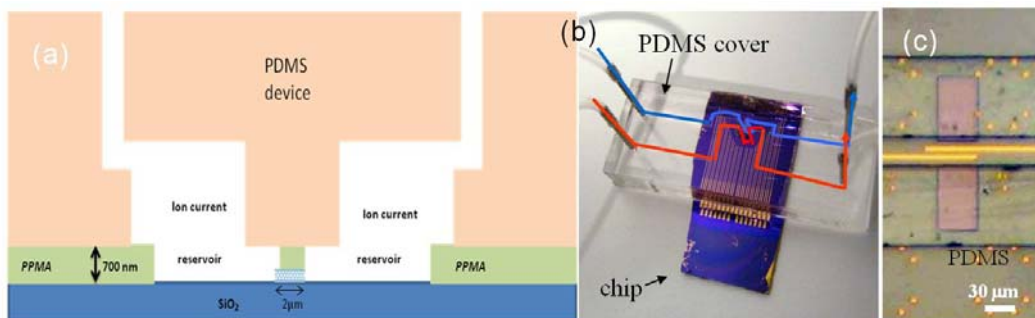 (a)
PDMS
device
Ion current
Ion current
reservoir
reservoir
PPMA
700 nm
PPMA
2μm
SiO₂
(b)
PDMS cover
chip
(c)
PDMS
30 μm